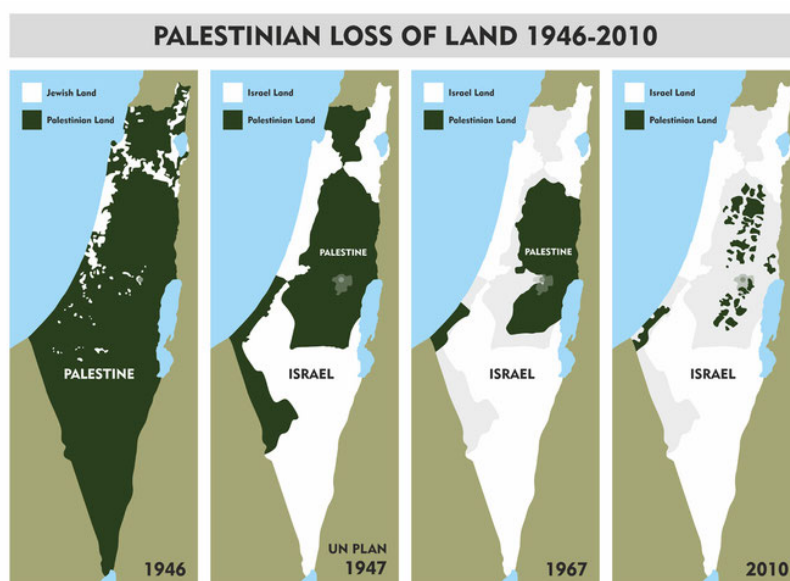 PALESTINIAN LOSS OF LAND 1946-2010
Jewish Land
Palestinian Land
PALESTINE
1946
Israel Land
Palestinian Land
PALESTINE
ISRAEL
UN PLAN
1947
Israel Land
Palestinian Land
PALESTINE
ISRAEL
1967
Israel Land
Palestinian Land
ISRAEL
2010